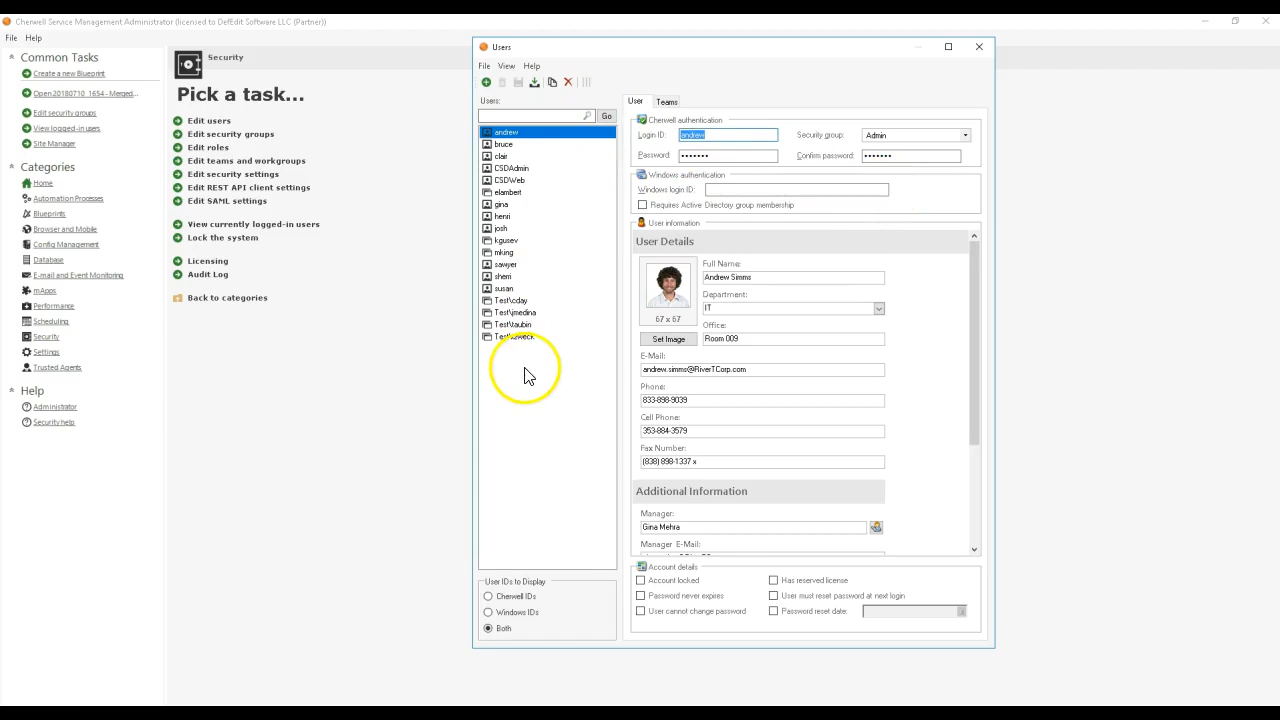 Cherwell Service Management Administrator (licensed to DefEdit Software LLC (Partner))
File Help
Common Tasks
Create a new Blueprint
Open 20180710_1654 - Merged...
Edit security groups
View logged-in users
Site Manager
Categories
Home
Automation Processes
Blueprints
Browser and Mobile
Config Management
Database
E-mail and Event Monitoring
mApps
Performance
Scheduling
Security
Settings
Trusted Agents
Help
Administrator
Security help
Security
Pick a task...
Edit users
Edit security groups
Edit roles
Edit teams and workgroups
Edit security settings
Edit REST API client settings
Edit SAML settings
View currently logged-in users
Lock the system
Licensing
Audit Log
Back to categories
Users
File View Help
Users:
Go
andrew
bruce
clair
CSDAdmin
CSDWeb
elambert
gina
henri
josh
kgusev
mking
sawyer
sherri
susan
Test\cday
Test\jmedina
Test\taubin
User IDs to Display
Cherwell IDs
Windows IDs
Both
User Teams
Cherwell authentication
Login ID: andrew Security group: Admin
Password: ••••••• Confirm password: •••••••
Windows authentication
Windows login ID:
Requires Active Directory group membership
User information
User Details
67 x 67
Set Image
Full Name:
Andrew Simms
Department:
IT
Office:
Room 009
E-Mail:
andrew.simms@RiverTCorp.com
Phone:
833-898-9039
Cell Phone:
353-884-3579
Fax Number:
(838) 898-1337 x
Additional Information
Manager:
Gina Mehra
Manager E-Mail:
Account details
Account locked Has reserved license
Password never expires User must reset password at next login
User cannot change password Password reset date: